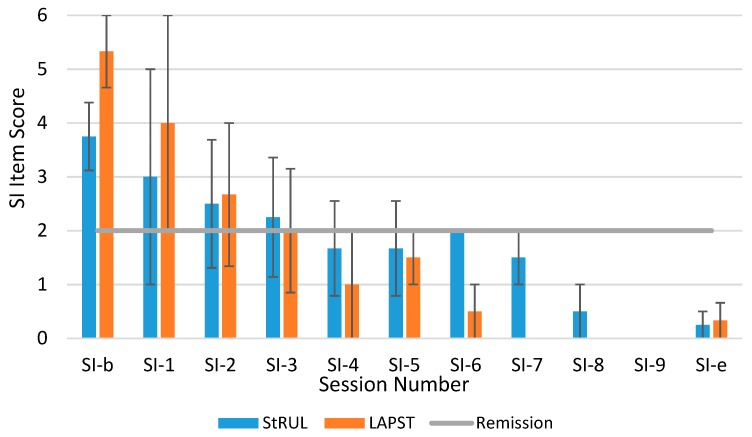 6
5
4
3
2
1
0
SI Item Score
SI-b SI-1 SI-2 SI-3 SI-4 SI-5 SI-6 SI-7 SI-8 SI-9 SI-e
Session Number
StRUL LAPST Remission